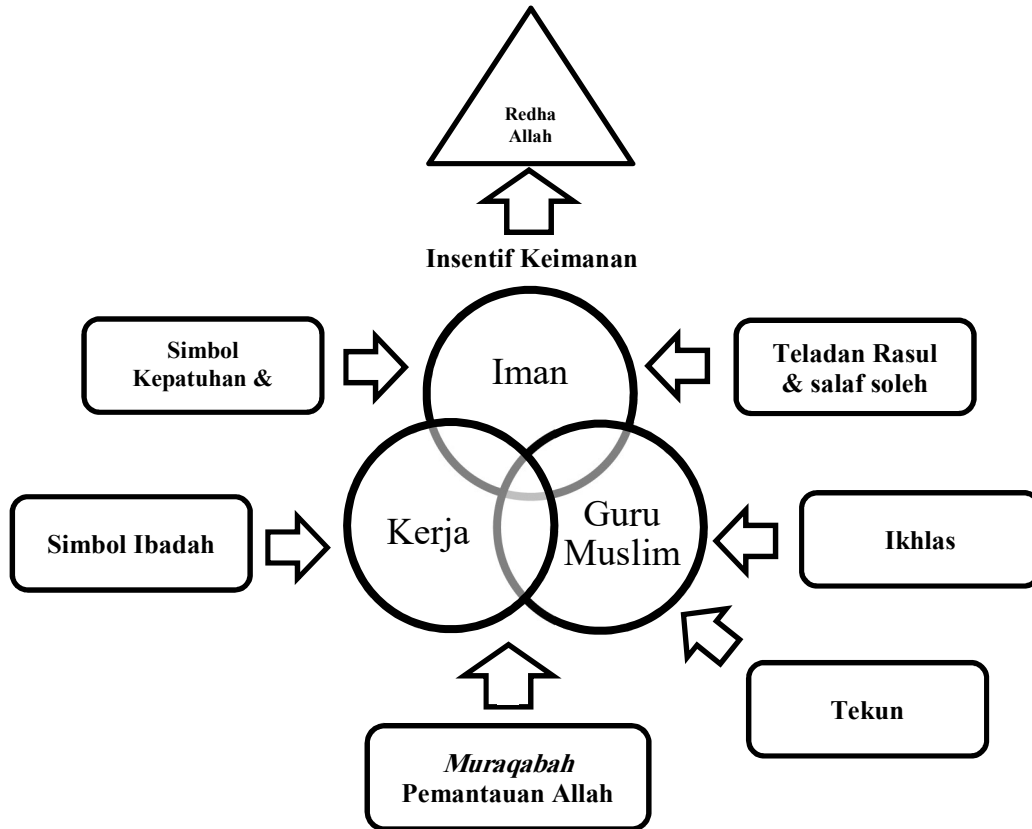 Redha
Allah
Insentif Keimanan
Simbol
Kepatuhan &
Iman
Teladan Rasul
& salaf soleh
Simbol Ibadah
Kerja
Guru
Muslim
Ikhlas
Tekun
Muraqabah
Pemantauan Allah